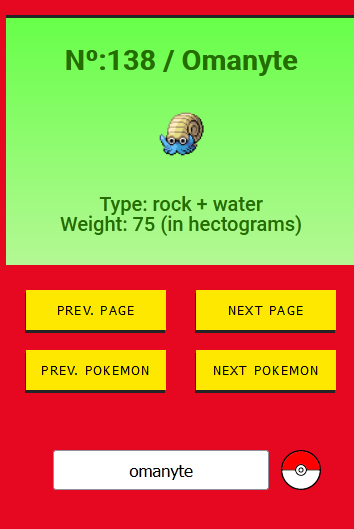 Nº:138 / Omanyte
Type: rock + water
Weight: 75 (in hectograms)
PREV. PAGE
NEXT PAGE
PREV. POKEMON
NEXT POKEMON
omanyte